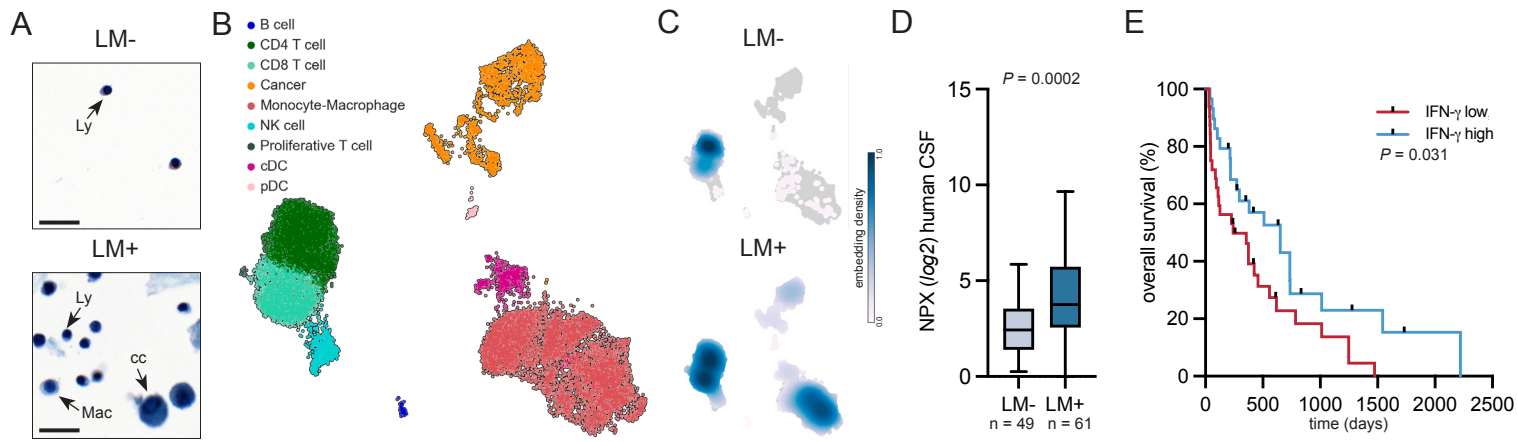 A
LM-
Ly
LM+
Ly
cc
Mac
B
B cell
CD4 T cell
CD8 T cell
Cancer
Monocyte-Macrophage
NK cell
Proliferative T cell
cDC
pDC
C
LM-
LM+
1.0
embedding density
0.0
D
P = 0.0002
NPX (log2) human CSF
15
10
5
0
LM- LM+
n = 49 n = 61
E
IFN-γ low
IFN-γ high
P = 0.031
overall survival (%)
100
80
60
40
20
0
0 500 1000 1500 2000 2500
time (days)